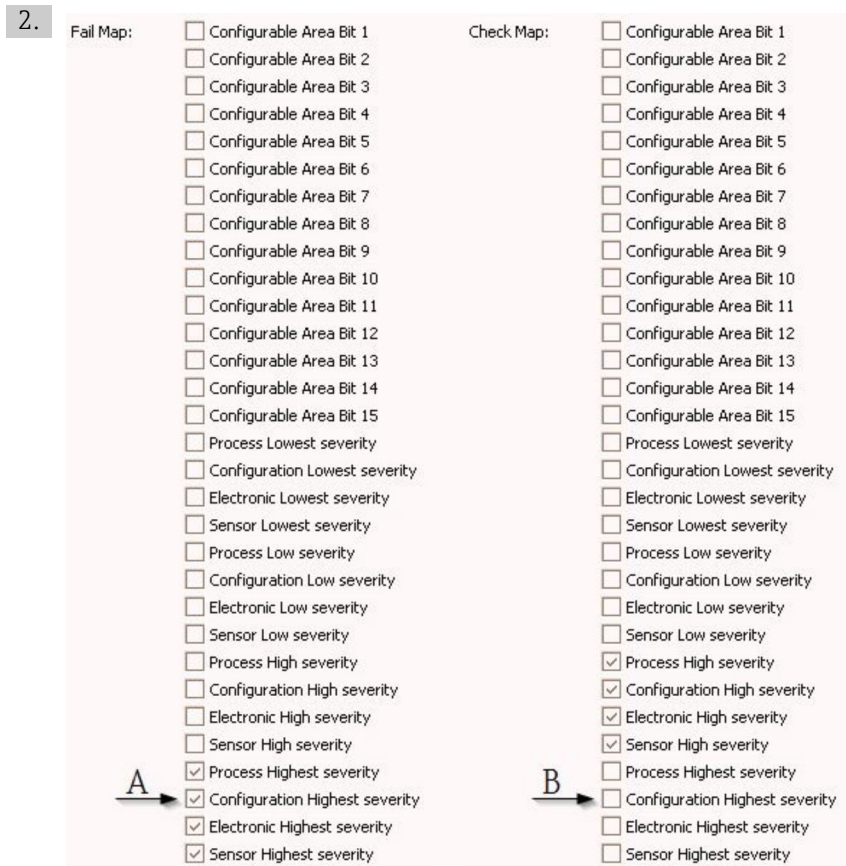 2.
Fail Map: Configurable Area Bit 1
Configurable Area Bit 2
Configurable Area Bit 3
Configurable Area Bit 4
Configurable Area Bit 5
Configurable Area Bit 6
Configurable Area Bit 7
Configurable Area Bit 8
Configurable Area Bit 9
Configurable Area Bit 10
Configurable Area Bit 11
Configurable Area Bit 12
Configurable Area Bit 13
Configurable Area Bit 14
Configurable Area Bit 15
Process Lowest severity
Configuration Lowest severity
Electronic Lowest severity
Sensor Lowest severity
Process Low severity
Configuration Low severity
Electronic Low severity
Sensor Low severity
Process High severity
Configuration High severity
Electronic High severity
Sensor High severity
Process Highest severity
A
Configuration Highest severity
Electronic Highest severity
Sensor Highest severity
Check Map: Configurable Area Bit 1
Configurable Area Bit 2
Configurable Area Bit 3
Configurable Area Bit 4
Configurable Area Bit 5
Configurable Area Bit 6
Configurable Area Bit 7
Configurable Area Bit 8
Configurable Area Bit 9
Configurable Area Bit 10
Configurable Area Bit 11
Configurable Area Bit 12
Configurable Area Bit 13
Configurable Area Bit 14
Configurable Area Bit 15
Process Lowest severity
Configuration Lowest severity
Electronic Lowest severity
Sensor Lowest severity
Process Low severity
Configuration Low severity
Electronic Low severity
Sensor Low severity
Process High severity
Configuration High severity
Electronic High severity
Sensor High severity
Process Highest severity
B
Configuration Highest severity
Electronic Highest severity
Sensor Highest severity